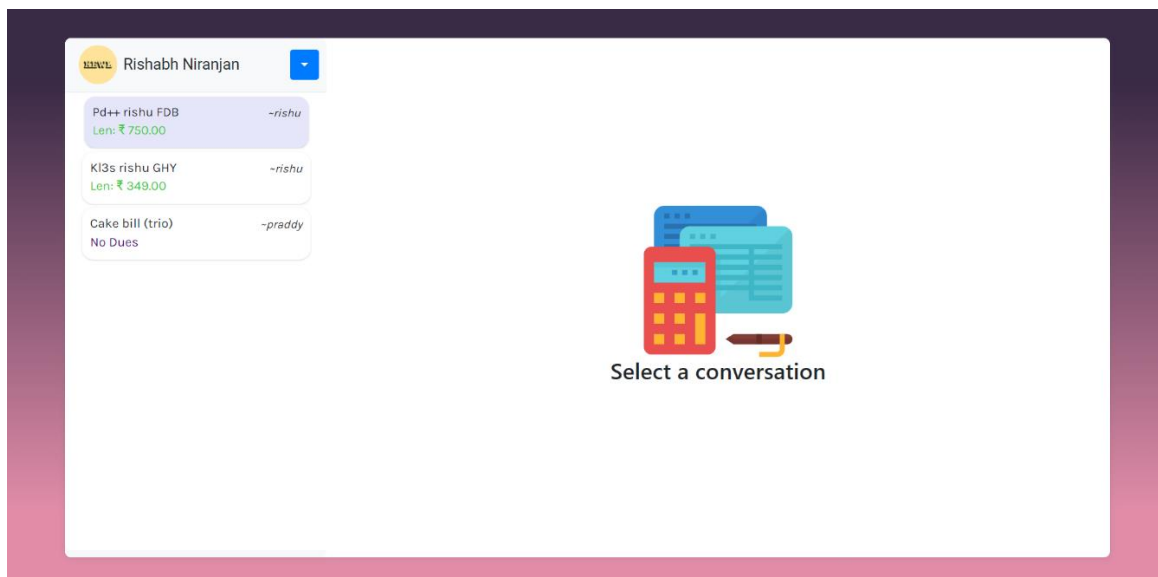 Rishabh Niranjan
Pd++ rishu FDB ~rishu
Len: ₹ 750.00
Kl3s rishu GHY ~rishu
Len: ₹ 349.00
Cake bill (trio) ~praddy
No Dues
Select a conversation